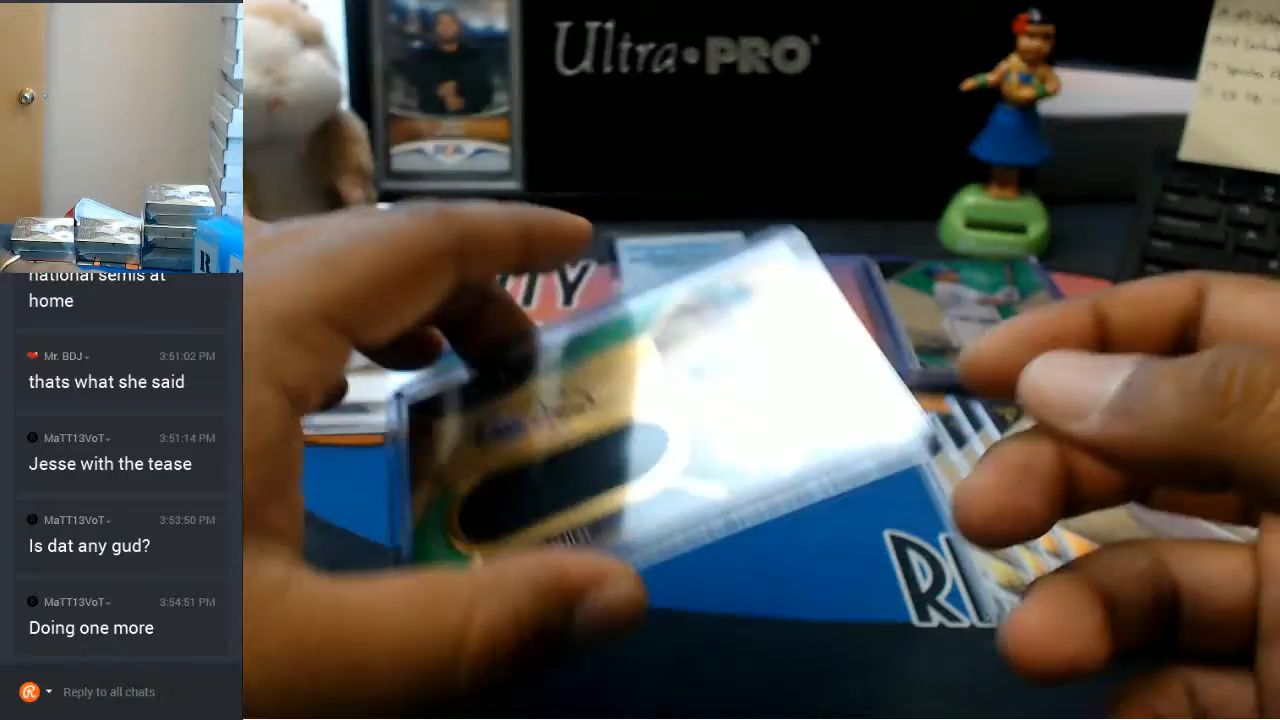 Ultra•PRO
national semis at
home
Mr. BDJ 3:51:02 PM
thats what she said
MaTT13VoT 3:51:14 PM
Jesse with the tease
MaTT13VoT 3:53:50 PM
Is dat any gud?
MaTT13VoT 3:54:51 PM
Doing one more
Reply to all chats